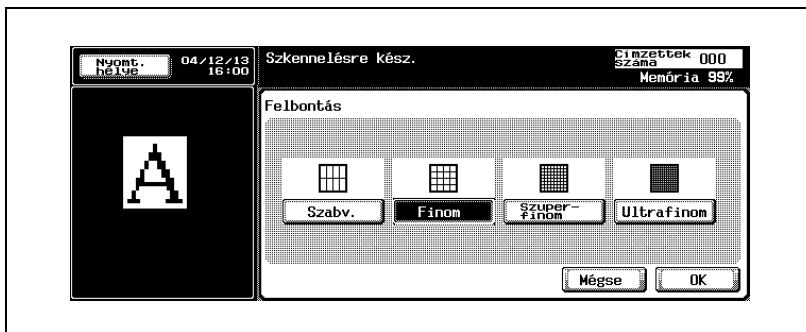 Nyomt.
hélye
04/12/13
16:00
Szkennelésre kész.
Címzettek
száma
000
Memória 99%
Felbontás
A
Szabv.
Finom
Szuper-
finom
Ultrafinom
Mégse
OK